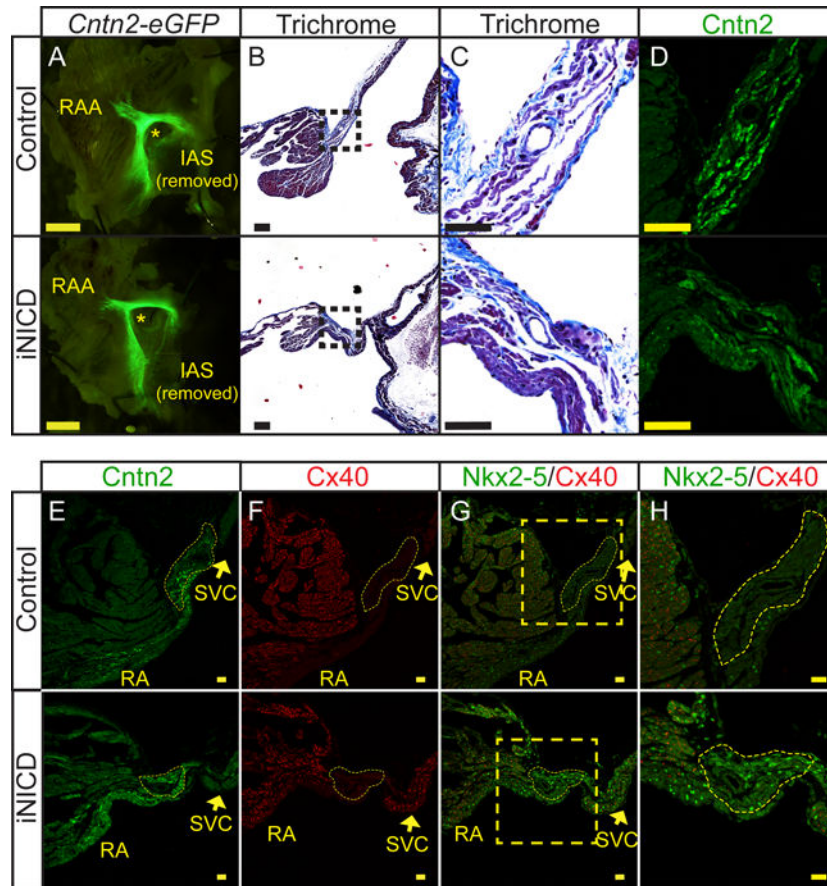 Cntn2-eGFP Trichrome Trichrome Cntn2
Control
A B C D
RAA
*
IAS
(removed)
iNICD
RAA
*
IAS
(removed)
Cntn2 Cx40 Nkx2-5/Cx40 Nkx2-5/Cx40
Control
E F G H
SVC SVC SVC
RA RA RA
iNICD
SVC SVC SVC
RA RA RA